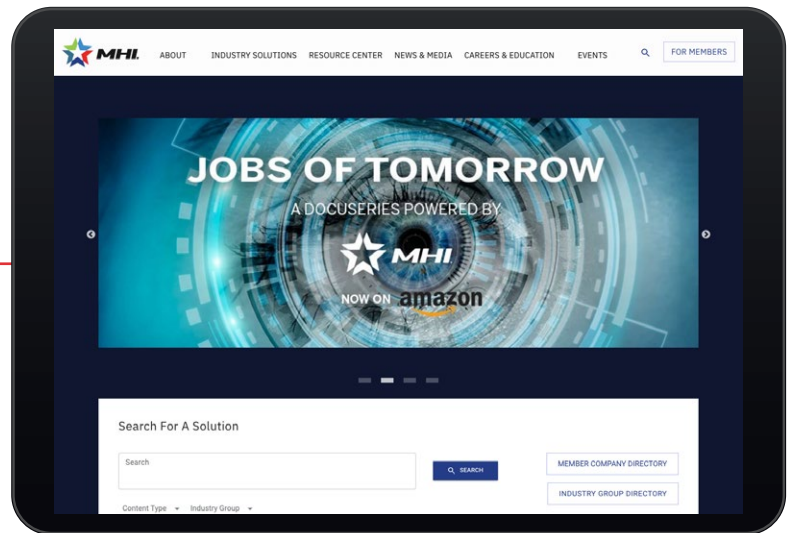 MHI. ABOUT INDUSTRY SOLUTIONS RESOURCE CENTER NEWS & MEDIA CAREERS & EDUCATION EVENTS FOR MEMBERS
JOBS OF TOMORROW
A DOCUSERIES POWERED BY
MHI
NOW ON amazon
Search For A Solution
Search
SEARCH
MEMBER COMPANY DIRECTORY
INDUSTRY GROUP DIRECTORY
Content Type Industry Group